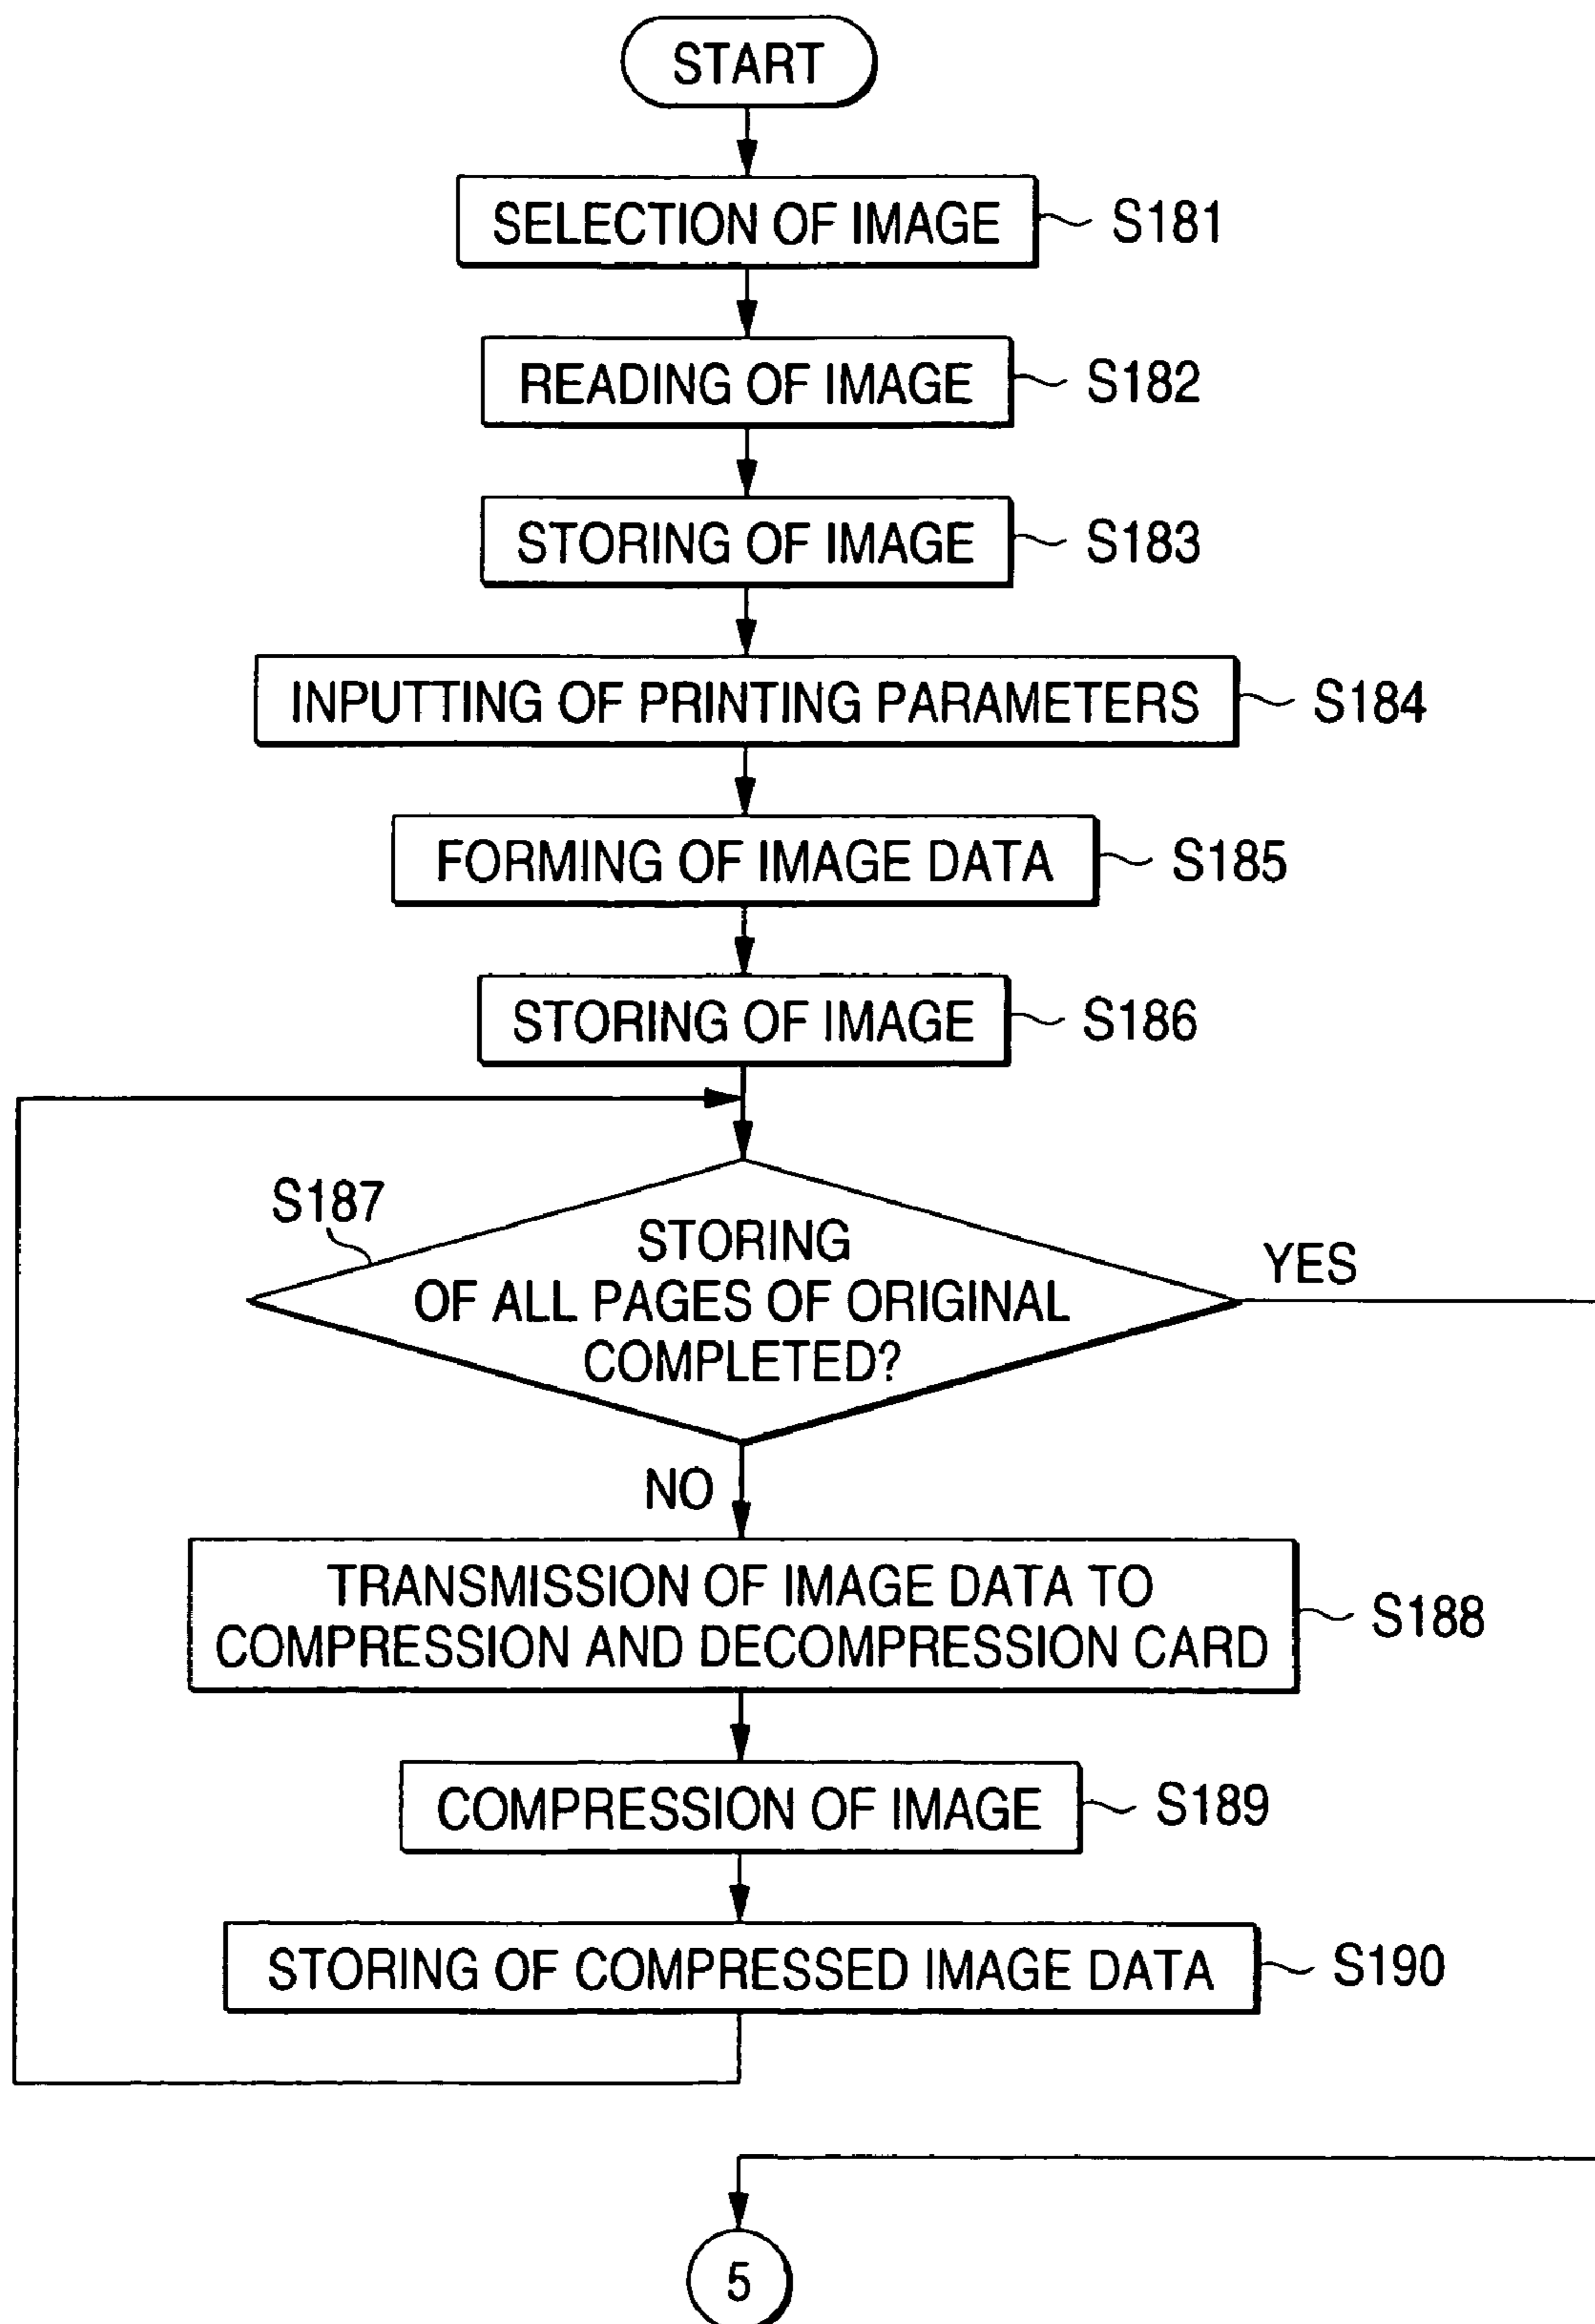 START
SELECTION OF IMAGE
S181
READING OF IMAGE
S182
STORING OF IMAGE
S183
INPUTTING OF PRINTING PARAMETERS
S184
FORMING OF IMAGE DATA
S185
STORING OF IMAGE
S186
S187
STORING
OF ALL PAGES OF ORIGINAL
COMPLETED?
YES
NO
TRANSMISSION OF IMAGE DATA TO
COMPRESSION AND DECOMPRESSION CARD
S188
COMPRESSION OF IMAGE
S189
STORING OF COMPRESSED IMAGE DATA
S190
5